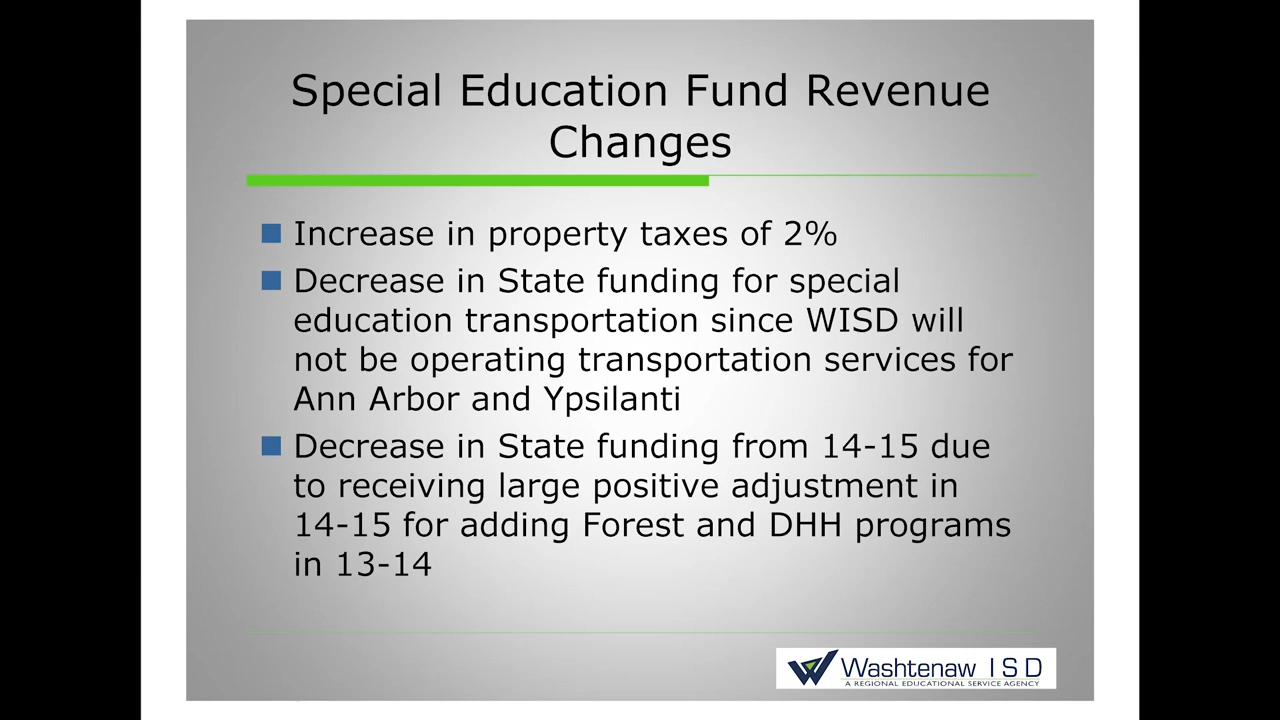 Special Education Fund Revenue
Changes
Increase in property taxes of 2%
Decrease in State funding for special
education transportation since WISD will
not be operating transportation services for
Ann Arbor and Ypsilanti
Decrease in State funding from 14-15 due
to receiving large positive adjustment in
14-15 for adding Forest and DHH programs
in 13-14
Washtenaw ISD
A REGIONAL EDUCATIONAL SERVICE AGENCY